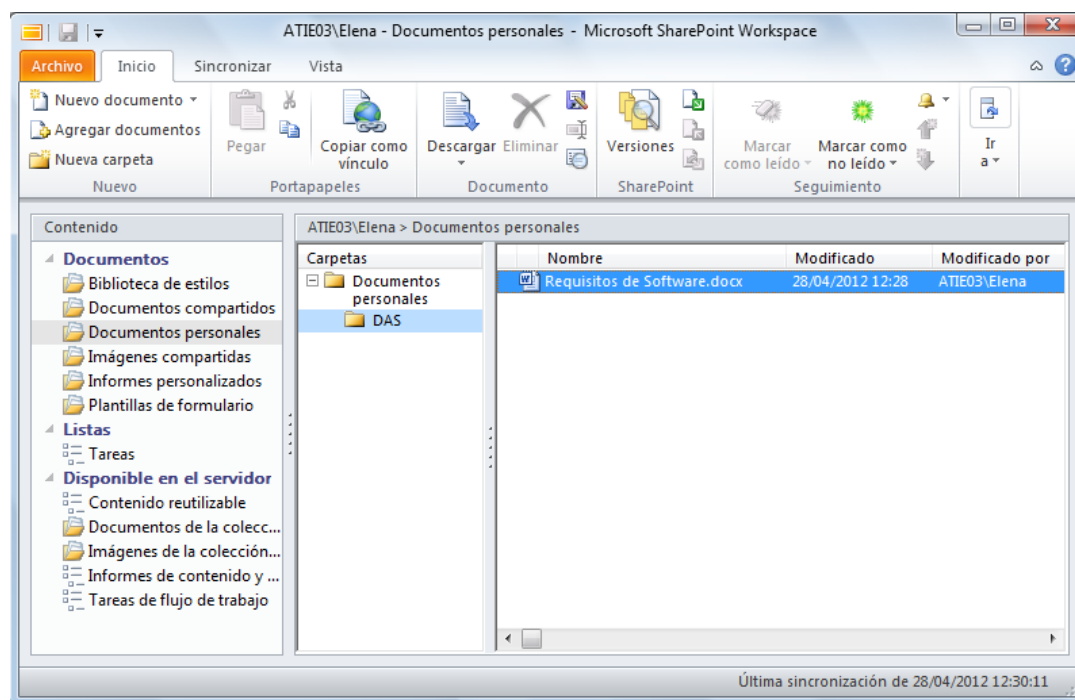 ATIE03\Elena - Documentos personales - Microsoft SharePoint Workspace
Archivo Inicio Sincronizar Vista
Nuevo documento
Agregar documentos
Nueva carpeta
Nuevo
Pegar
Copiar como
vínculo
Portapapeles
Descargar Eliminar
Documento
Versiones
SharePoint
Marcar
como leído
Marcar como
no leído
Seguimiento
Ir
a
Contenido
Documentos
Biblioteca de estilos
Documentos compartidos
Documentos personales
Imágenes compartidas
Informes personalizados
Plantillas de formulario
Listas
Tareas
Disponible en el servidor
Contenido reutilizable
Documentos de la colecc...
Imágenes de la colección...
Informes de contenido y ...
Tareas de flujo de trabajo
ATIE03\Elena > Documentos personales
Carpetas
Documentos
personales
DAS
Nombre Modificado Modificado por
Requisitos de Software.docx 28/04/2012 12:28 ATIE03\Elena
Última sincronización de 28/04/2012 12:30:11